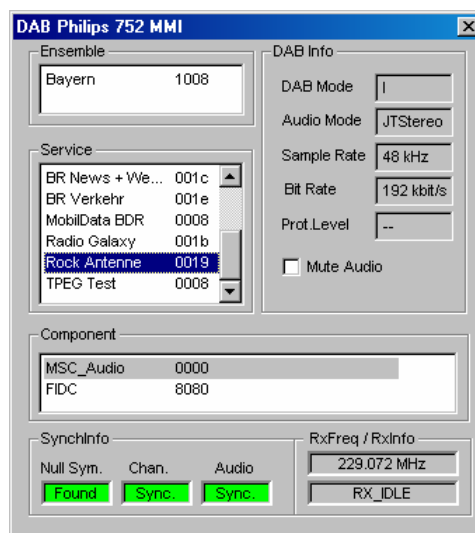 DAB Philips 752 MMI
Ensemble
Bayern 1008
Service
BR News + We... 001c
BR Verkehr 001e
MobilData BDR 0008
Radio Galaxy 001b
Rock Antenne 0019
TPEG Test 0008
DAB Info
DAB Mode I
Audio Mode JTStereo
Sample Rate 48 kHz
Bit Rate 192 kbit/s
Prot.Level --
Mute Audio
Component
MSC_Audio 0000
FIDC 8080
SynchInfo
Null Sym. Chan. Audio
Found Sync. Sync.
RxFreq / RxInfo
229.072 MHz
RX_IDLE